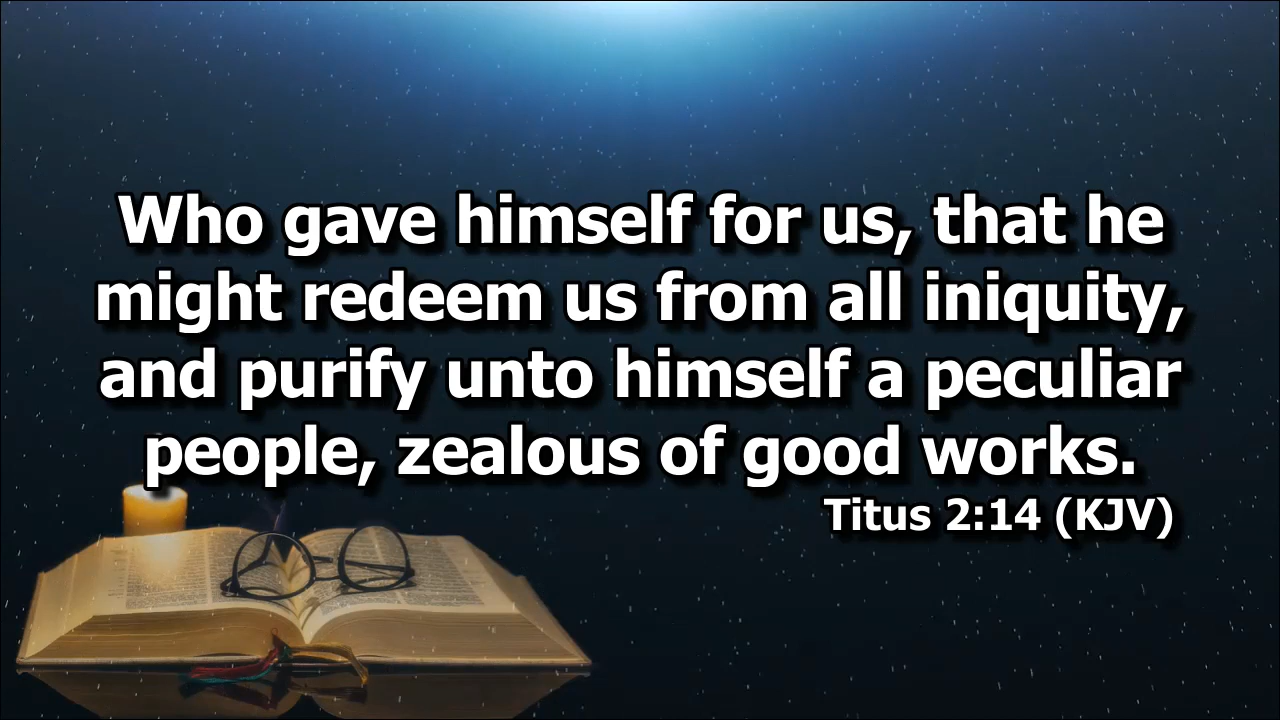 Who gave himself for us, that he
might redeem us from all iniquity,
and purify unto himself a peculiar
people, zealous of good works.
Titus 2:14 (KJV)